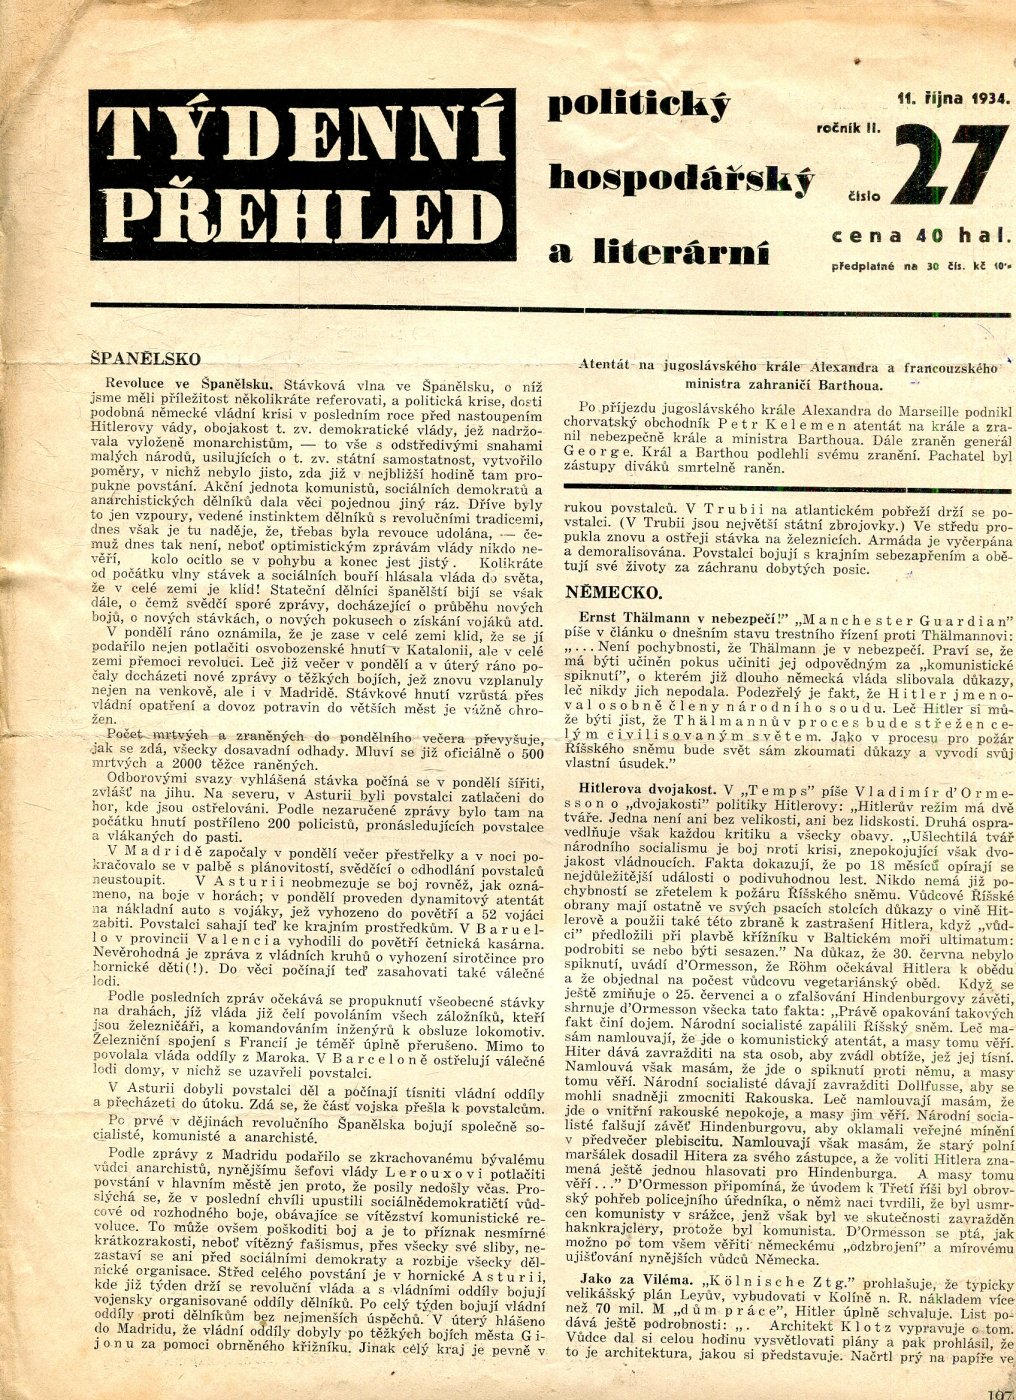 TÝDENNÍ
PŘEHLED
politický
hospodářský
a literární
11. října 1934.
ročník II.
číslo
27
cena 40 hal.
předplatné na 30 čís. kč 10'-
ŠPANĚLSKO
Revoluce ve Španělsku. Stávková vlna ve Španělsku, o níž
jsme měli příležitost několikráte referovati, a politická krise, dosti
podobná německé vládní krisi v posledním roce před nastoupením
Hitlerovy vády, obojakost t. zv. demokratické vlády, jež nadržo-
vala vyloženě monarchistům, — to vše s odstředivými snahami
malých národů, usilujících o t. zv. státní samostatnost, vytvořilo
poměry, v nichž nebylo jisto, zda již v nejbližší hodině tam pro-
pukne povstání. Akční jednota komunistů, sociálních demokratů a
anarchistických dělníků dala věci pojednou jiný ráz. Dříve byly
to jen vzpoury, vedené instinktem dělníků s revolučními tradicemi,
dnes však je tu naděje, že, třebas byla revouce udolána, — če-
muž dnes tak není, neboť optimistickým zprávám vlády nikdo ne-
věří, kolo ocitlo se v pohybu a konec jest jistý . Kolikráte
od počátku vlny stávek a sociálních bouří hlásala vláda do světa,
že v celé zemi je klid! Stateční dělníci španělští bijí se však
dále, o čemž svědčí sporé zprávy, docházející o průběhu nových
bojů, o nových stávkách, o nových pokusech o získání vojáků atd.
V pondělí ráno oznámila, že je zase v celé zemi klid, že se jí
podařilo nejen potlačiti osvobozenské hnutí v Katalonii, ale v celé
zemi přemoci revoluci. Leč již večer v pondělí a v úterý ráno po-
čaly docházeti nové zprávy o těžkých bojích, jež znovu vzplanuly
nejen na venkově, ale i v Madridě. Stávkové hnutí vzrůstá přes
vládní opatření a dovoz potravin do větších měst je vážně ohro-
žen.
Počet mrtvých a zraněných do pondělního večera převyšuje,
jak se zdá, všecky dosavadní odhady. Mluví se již oficiálně o 500
mrtvých a 2000 těžce raněných.
Odborovými svazy vyhlášená stávka počíná se v pondělí šířiti,
zvlášť na jihu. Na severu, v Asturii byli povstalci zatlačeni do
hor, kde jsou ostřelováni. Podle nezaručené zprávy bylo tam na
počátku hnutí postříleno 200 policistů, pronásledujících povstalce
a vlákaných do pasti.
V Madridě započaly v pondělí večer přestřelky a v noci po-
kračovalo se v palbě s plánovitostí, svědčící o odhodlání povstalců
neustoupit. V Asturii neobmezuje se boj rovněž, jak ozná-
meno, na boje v horách; v pondělí proveden dynamitový atentát
na nákladní auto s vojáky, jež vyhozeno do povětří a 52 vojáci
zabiti. Povstalci sahají teď ke krajním prostředkům. V Baruel-
lo v provincii Valencia vyhodili do povětří četnická kasárna.
Nevěrohodná je zpráva z vládních kruhů o vyhození sirotčince pro
hornické děti(!). Do věci počínají teď zasahovati také válečné
lodi.
Podle posledních zpráv očekává se propuknutí všeobecné stávky
na drahách, jíž vláda již čelí povoláním všech záložníků, kteří
jsou železničáři, a komandováním inženýrů k obsluze lokomotiv.
Železniční spojení s Francií je téměř úplně přerušeno. Mimo to
povolala vláda oddíly z Maroka. V Barceloně ostřelují válečné
lodi domy, v nichž se uzavřeli povstalci.
V Asturii dobyli povstalci děl a počínají tísniti vládní oddíly
a přecházeti do útoku. Zdá se, že část vojska přešla k povstalcům.
Po prvé v dějinách revolučního Španělska bojují společně so-
cialisté, komunisté a anarchisté.
Podle zprávy z Madridu podařilo se zkrachovanému bývalému
vůdci anarchistů, nynějšímu šefovi vlády Lerouxovi potlačiti
povstání v hlavním městě jen proto, že posily nedošly včas. Pro-
slýchá se, že v poslední chvíli upustili sociálnědemokratičtí vůd-
cové od rozhodného boje, obávajíce se vítězství komunistické re-
voluce. To může ovšem poškoditi boj a je to příznak nesmírné
krátkozrakosti, neboť vítězný fašismus, přes všecky své sliby, ne-
zastaví se ani před sociálními demokraty a rozbije všecky děl-
nické organisace. Střed celého povstání je v hornické Asturii,
kde již týden drží se revoluční vláda a s vládními oddíly bojují
vojensky organisované oddíly dělníků. Po celý týden bojují vládní
oddíly proti dělníkům bez nejmenších úspěchů. V úterý hlášeno
do Madridu, že vládní oddíly dobyly po těžkých bojích města Gi-
jonu za pomoci obrněného křižníku. Jinak celý kraj je pevně v
Atentát na jugoslávského krále Alexandra a francouzského
ministra zahraničí Barthoua.
Po příjezdu jugoslávského krále Alexandra do Marseille podnikl
chorvatský obchodník Petr Kelemen atentát na krále a zra-
nil nebezpečně krále a ministra Barthoua. Dále zraněn generál
George. Král a Barthou podlehli svému zranění. Pachatel byl
zástupy diváků smrtelně raněn.
rukou povstalců. V Trubii na atlantickém pobřeží drží se po-
vstalci. (V Trubii jsou největší státní zbrojovky.) Ve středu pro-
pukla znovu a ostřeji stávka na železnicích. Armáda je vyčerpána
a demoralisována. Povstalci bojují s krajním sebezapřením a obě-
tují své životy za záchranu dobytých posic.
NĚMECKO.
Ernst Thälmann v nebezpečí!” „Manchester Guardian”
píše v článku o dnešním stavu trestního řízení proti Thälmannovi:
„... Není pochybnosti, že Thälmann je v nebezpečí. Praví se, že
má býti učiněn pokus učiniti jej odpovědným za „komunistické
spiknutí”, o kterém již dlouho německá vláda slibovala důkazy,
leč nikdy jich nepodala. Podezřelý je fakt, že Hitler jmeno-
val osobně členy národního soudu. Leč Hitler si mů-
že býti jist, že Thälmannův proces bude střežen ce-
lým civilisovaným světem. Jako v procesu pro požár
Říšského sněmu bude svět sám zkoumati důkazy a vyvodí svůj
vlastní úsudek.”
Hitlerova dvojakost. V „Temps” píše Vladimír d'Orme-
sson o „dvojakosti” politiky Hitlerovy: „Hitlerův režim má dvě
tváře. Jedna není ani bez velikosti, ani bez lidskosti. Druhá ospra-
vedlňuje však každou kritiku a všecky obavy. „Ušlechtilá tvář
národního socialismu je boj proti krisi, znepokojující však dvo-
jakost vládnoucích. Fakta dokazují, že po 18 měsíců opírají se
nejdůležitější události o podivuhodnou lest. Nikdo nemá již po-
chybností se zřetelem k požáru Říšského sněmu. Vůdcové Říšské
obrany mají ostatně ve svých psacích stolcích důkazy o vině Hit-
lerově a použii také této zbraně k zastrašení Hitlera, když „vůd-
ci” předložili při plavbě křižníku v Baltickém moři ultimatum:
podrobiti se nebo býti sesazen.” Na důkaz, že 30. června nebylo
spiknutí, uvádí d'Ormesson, že Röhm očekával Hitlera k obědu
a že objednal na počest vůdcovu vegetariánský oběd. Když se
ještě zmiňuje o 25. červenci a o zfalšování Hindenburgovy závěti,
shrnuje d'Ormesson všecka tato fakta: „Právě opakování takových
fakt činí dojem. Národní socialisté zapálili Říšský sněm. Leč ma-
sám namlouvají, že jde o komunistický atentát, a masy tomu věří.
Hiter dává zavražditi na sta osob, aby zvádl obtíže, jež jej tísní.
Namlouvá však masám, že jde o spiknutí proti němu, a masy
tomu věří. Národní socialisté dávají zavražditi Dollfusse, aby se
mohli snadněji zmocniti Rakouska. Leč namlouvají masám, že
jde o vnitřní rakouské nepokoje, a masy jim věří. Národní socia-
listé falšují závěť Hindenburgovu, aby oklamali veřejné mínění
v předvečer plebiscitu. Namlouvají však masám, že starý polní
maršálek dosadil Hitera za svého zástupce, a že voliti Hitlera zna-
mená ještě jednou hlasovati pro Hindenburga. A masy tomu
věří...” D'Ormesson připomíná, že úvodem k Třetí říši byl obrov-
ský pohřeb policejního úředníka, o němž naci tvrdili, že byl usmr-
cen komunisty v srážce, jenž však byl ve skutečnosti zavražděn
haknkrajclery, protože byl komunista. D'Ormesson se ptá, jak
možno po tom všem věřiti německému „odzbrojení” a mírovému
ujišťování nynějších vůdců Německa.
Jako za Viléma. „Kölnische Ztg.” prohlašuje, že typicky
velikášský plán Leyův, vybudovati v Kolíně n. R. nákladem více
než 70 mil. M „dům práce”, Hitler úplně schvaluje. List po-
dává ještě podrobnosti: „. Architekt Klotz vypravuje o tom.
Vůdce dal si celou hodinu vysvětlovati plány a pak prohlásil, že
to je architektura, jakou si představuje. Načrtl prý na papíře ve
107